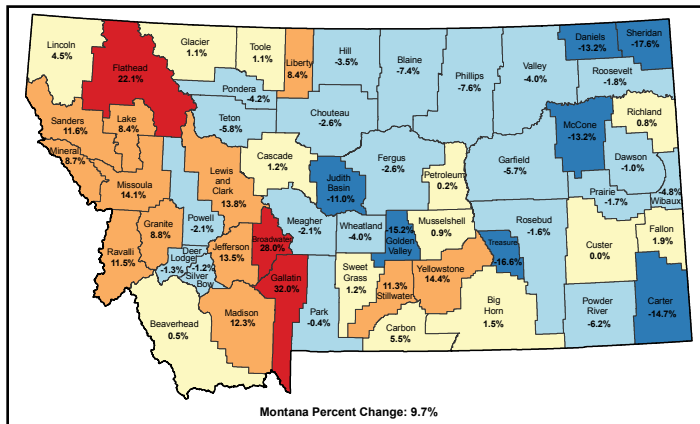 Lincoln
4.5%
Flathead
22.1%
Glacier
1.1%
Toole
1.1%
Liberty
8.4%
Hill
-3.5%
Blaine
-7.4%
Phillips
-7.6%
Valley
-4.0%
Daniels
-13.2%
Sheridan
-17.6%
Roosevelt
-1.8%
Pondera
-4.2%
Teton
-5.8%
Chouteau
-2.6%
Sanders
11.6%
Lake
8.4%
Mineral
8.7%
Missoula
14.1%
Lewis
and
Clark
13.8%
Cascade
1.2%
Judith
Basin
-11.0%
Fergus
-2.6%
Petroleum
0.2%
Garfield
-5.7%
McCone
-13.2%
Richland
0.8%
Dawson
-1.0%
Prairie
-1.7%
-4.8%
Wibaux
Powell
-2.1%
Granite
8.8%
Ravalli
11.5%
Deer
Lodge
-1.3%
-1.2%
Silver
Bow
Jefferson
13.5%
Broadwater
28.0%
Meagher
-2.1%
Wheatland
-4.0%
-15.2%
Golden
Valley
Musselshell
0.9%
Rosebud
-1.6%
Treasure
-16.6%
Custer
0.0%
Fallon
1.9%
Gallatin
32.0%
Park
-0.4%
Sweet
Grass
1.2%
11.3%
Stillwater
Yellowstone
14.4%
Big
Horn
1.5%
Powder
River
-6.2%
Carter
-14.7%
Beaverhead
0.5%
Madison
12.3%
Carbon
5.5%
Montana Percent Change: 9.7%